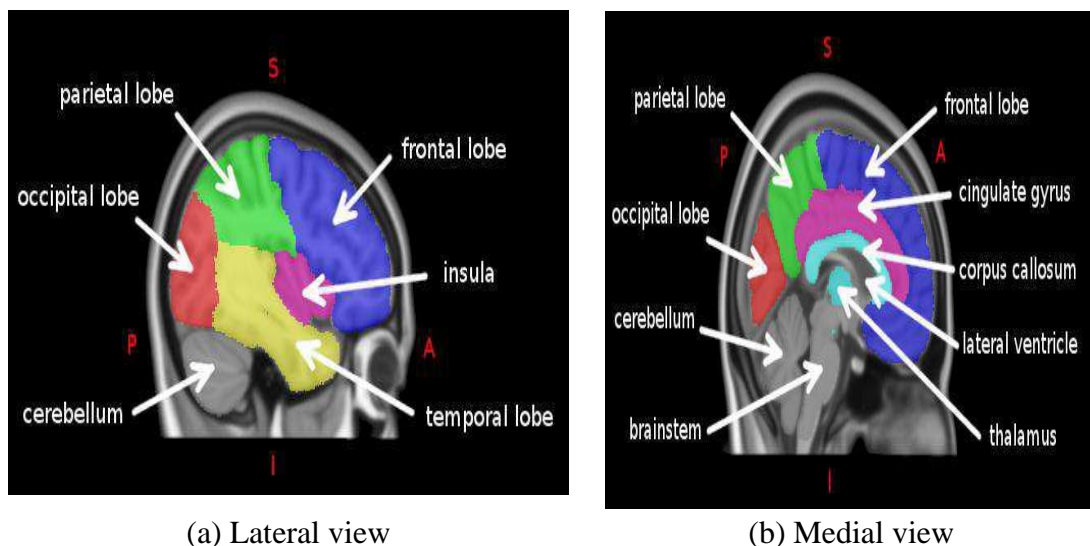 S
parietal lobe
frontal lobe
occipital lobe
insula
P
A
cerebellum
temporal lobe
I
(a) Lateral view
S
parietal lobe
frontal lobe
P
A
cingulate gyrus
occipital lobe
corpus callosum
cerebellum
lateral ventricle
brainstem
thalamus
I
(b) Medial view